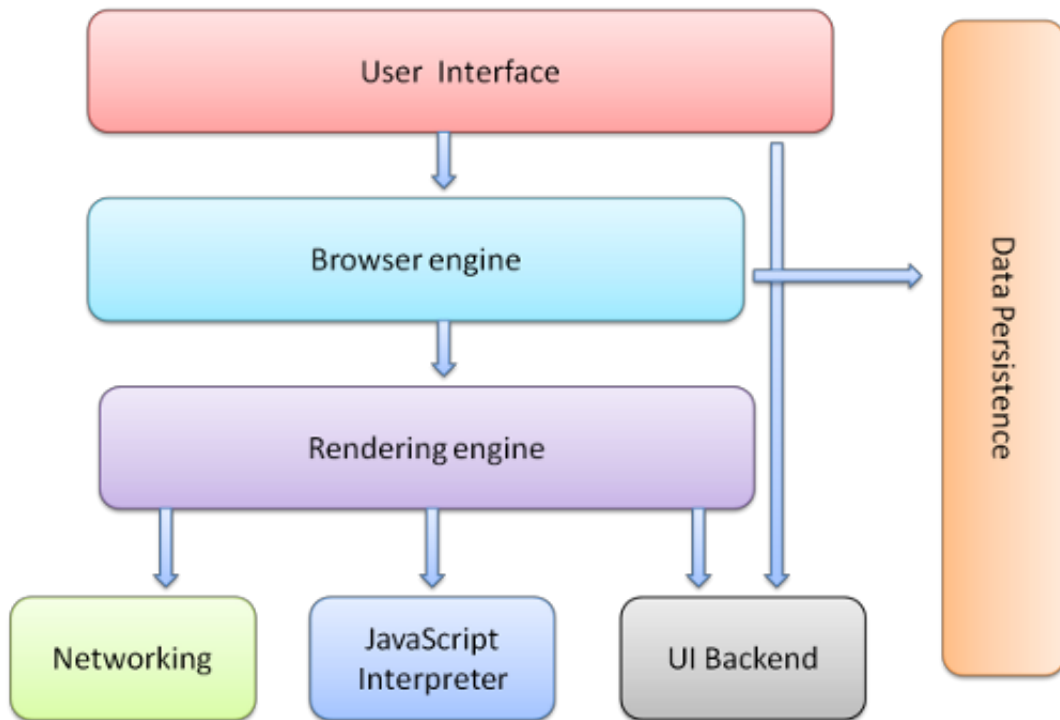 User Interface
Browser engine
Data Persistence
Rendering engine
Networking
JavaScript
Interpreter
UI Backend